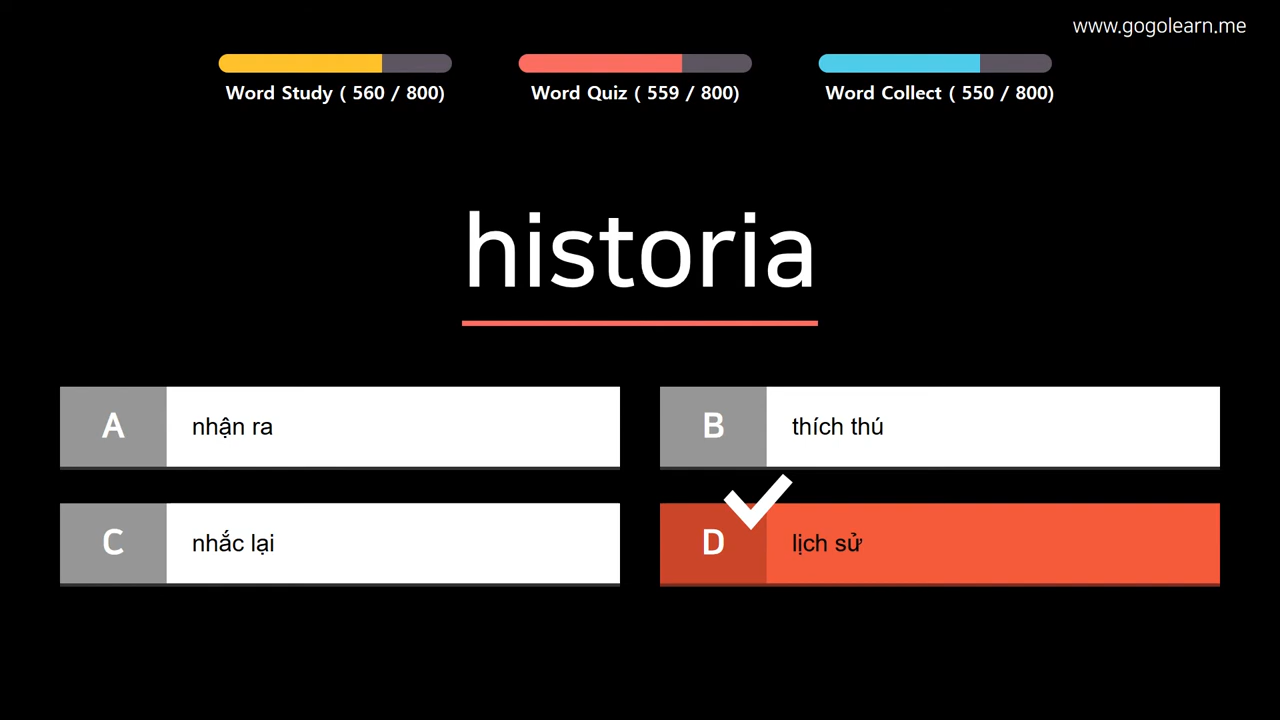 www.gogolearn.me
Word Study ( 560 / 800)
Word Quiz ( 559 / 800)
Word Collect ( 550 / 800)
historia
A nhận ra
B thích thú
C nhắc lại
D lịch sử